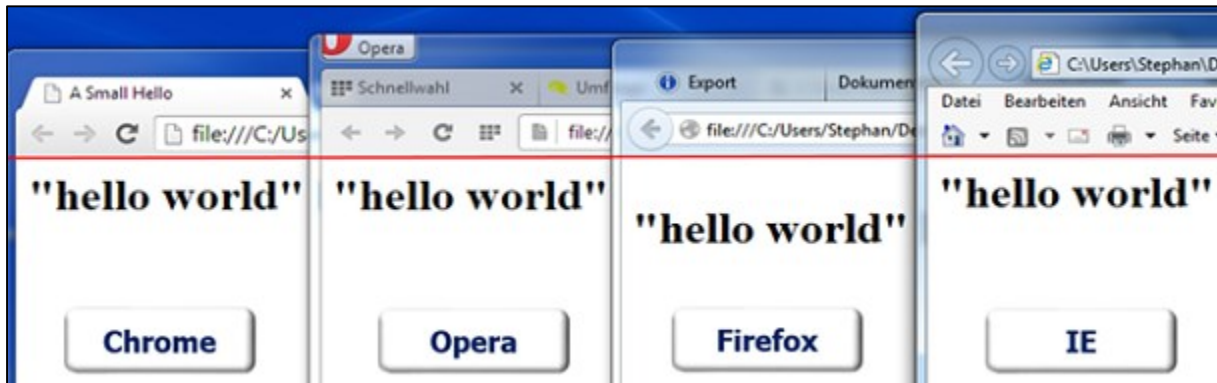 A Small Hello
file:///C:/Us
"hello world"
Chrome
Opera
Schnellwahl
Umf
file://
"hello world"
Opera
Export
Dokumen
file:///C:/Users/Stephan/De
"hello world"
Firefox
C:\Users\Stephan\D
Datei Bearbeiten Ansicht Fav
Seite
"hello world"
IE